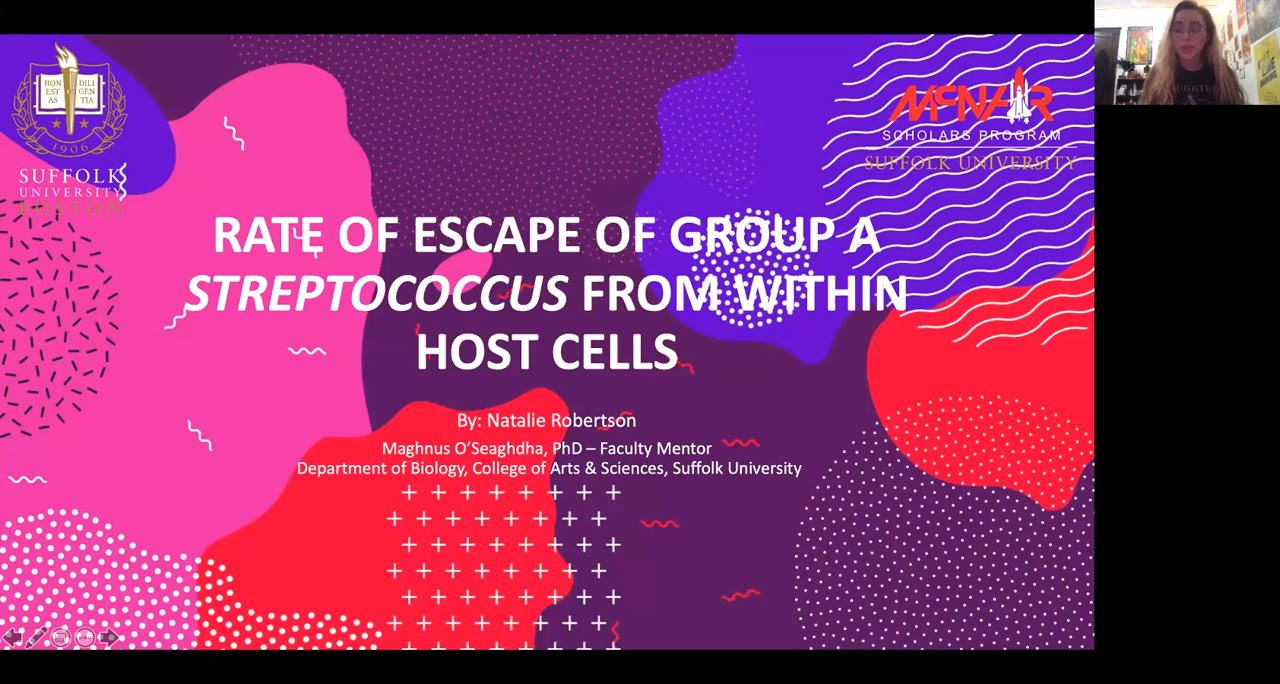 HON DILI
EST ET GEN
AS TIA
1906
SUFFOLK
UNIVERSITY
BOSTON
McNAIR
SCHOLARS PROGRAM
SUFFOLK UNIVERSITY
RATE OF ESCAPE OF GROUP A
STREPTOCOCCUS FROM WITHIN
HOST CELLS
By: Natalie Robertson
Maghnus O'Seaghdha, PhD – Faculty Mentor
Department of Biology, College of Arts & Sciences, Suffolk University